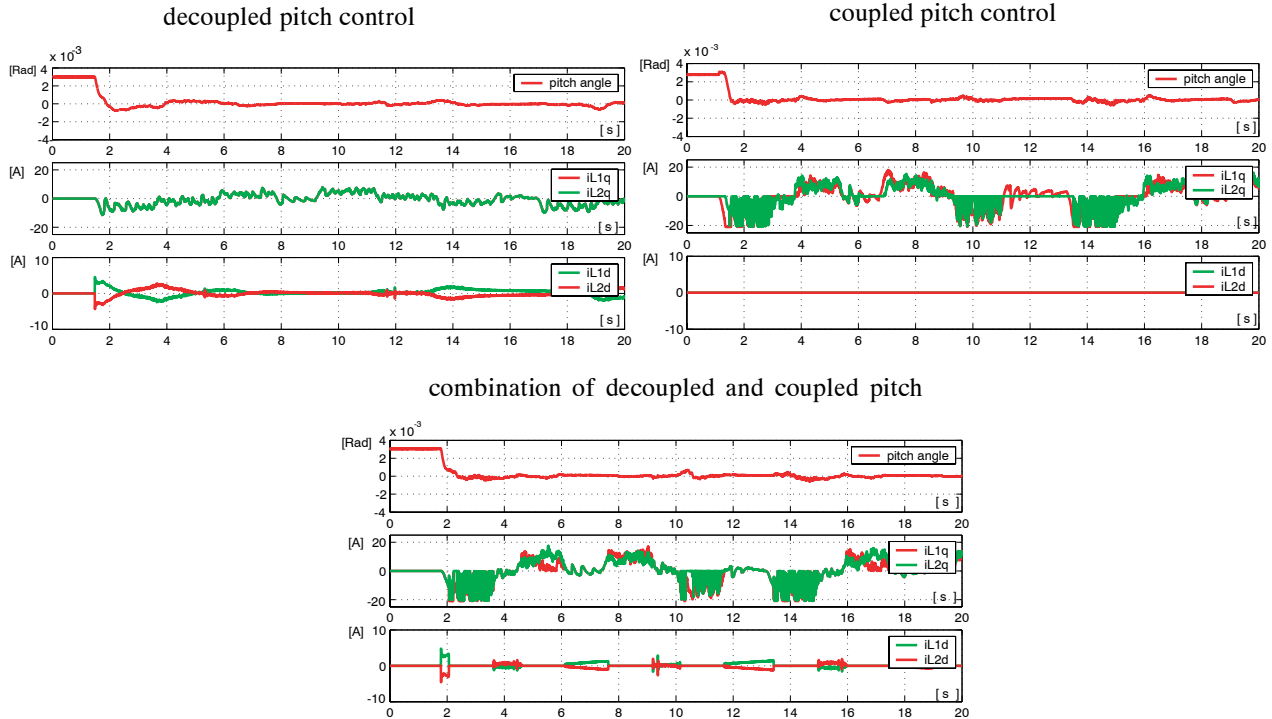 decoupled pitch control
x 10 -3
[Rad]
4
2
0
-2
-4
pitch angle
[ s ]
0 2 4 6 8 10 12 14 16 18 20
[A]
20
0
-20
iL1q
iL2q
[ s ]
0 2 4 6 8 10 12 14 16 18 20
[A]
10
0
-10
iL1d
iL2d
[ s ]
0 2 4 6 8 10 12 14 16 18 20
coupled pitch control
x 10 -3
[Rad]
4
2
0
-2
-4
pitch angle
[ s ]
0 2 4 6 8 10 12 14 16 18 20
[A]
20
0
-20
iL1q
iL2q
[ s ]
0 2 4 6 8 10 12 14 16 18 20
[A]
10
0
-10
iL1d
iL2d
[ s ]
0 2 4 6 8 10 12 14 16 18 20
combination of decoupled and coupled pitch
x 10 -3
[Rad]
4
2
0
-2
-4
pitch angle
[ s ]
0 2 4 6 8 10 12 14 16 18 20
[A]
20
0
-20
iL1q
iL2q
[ s ]
0 2 4 6 8 10 12 14 16 18 20
[A]
10
0
-10
iL1d
iL2d
[ s ]
0 2 4 6 8 10 12 14 16 18 20